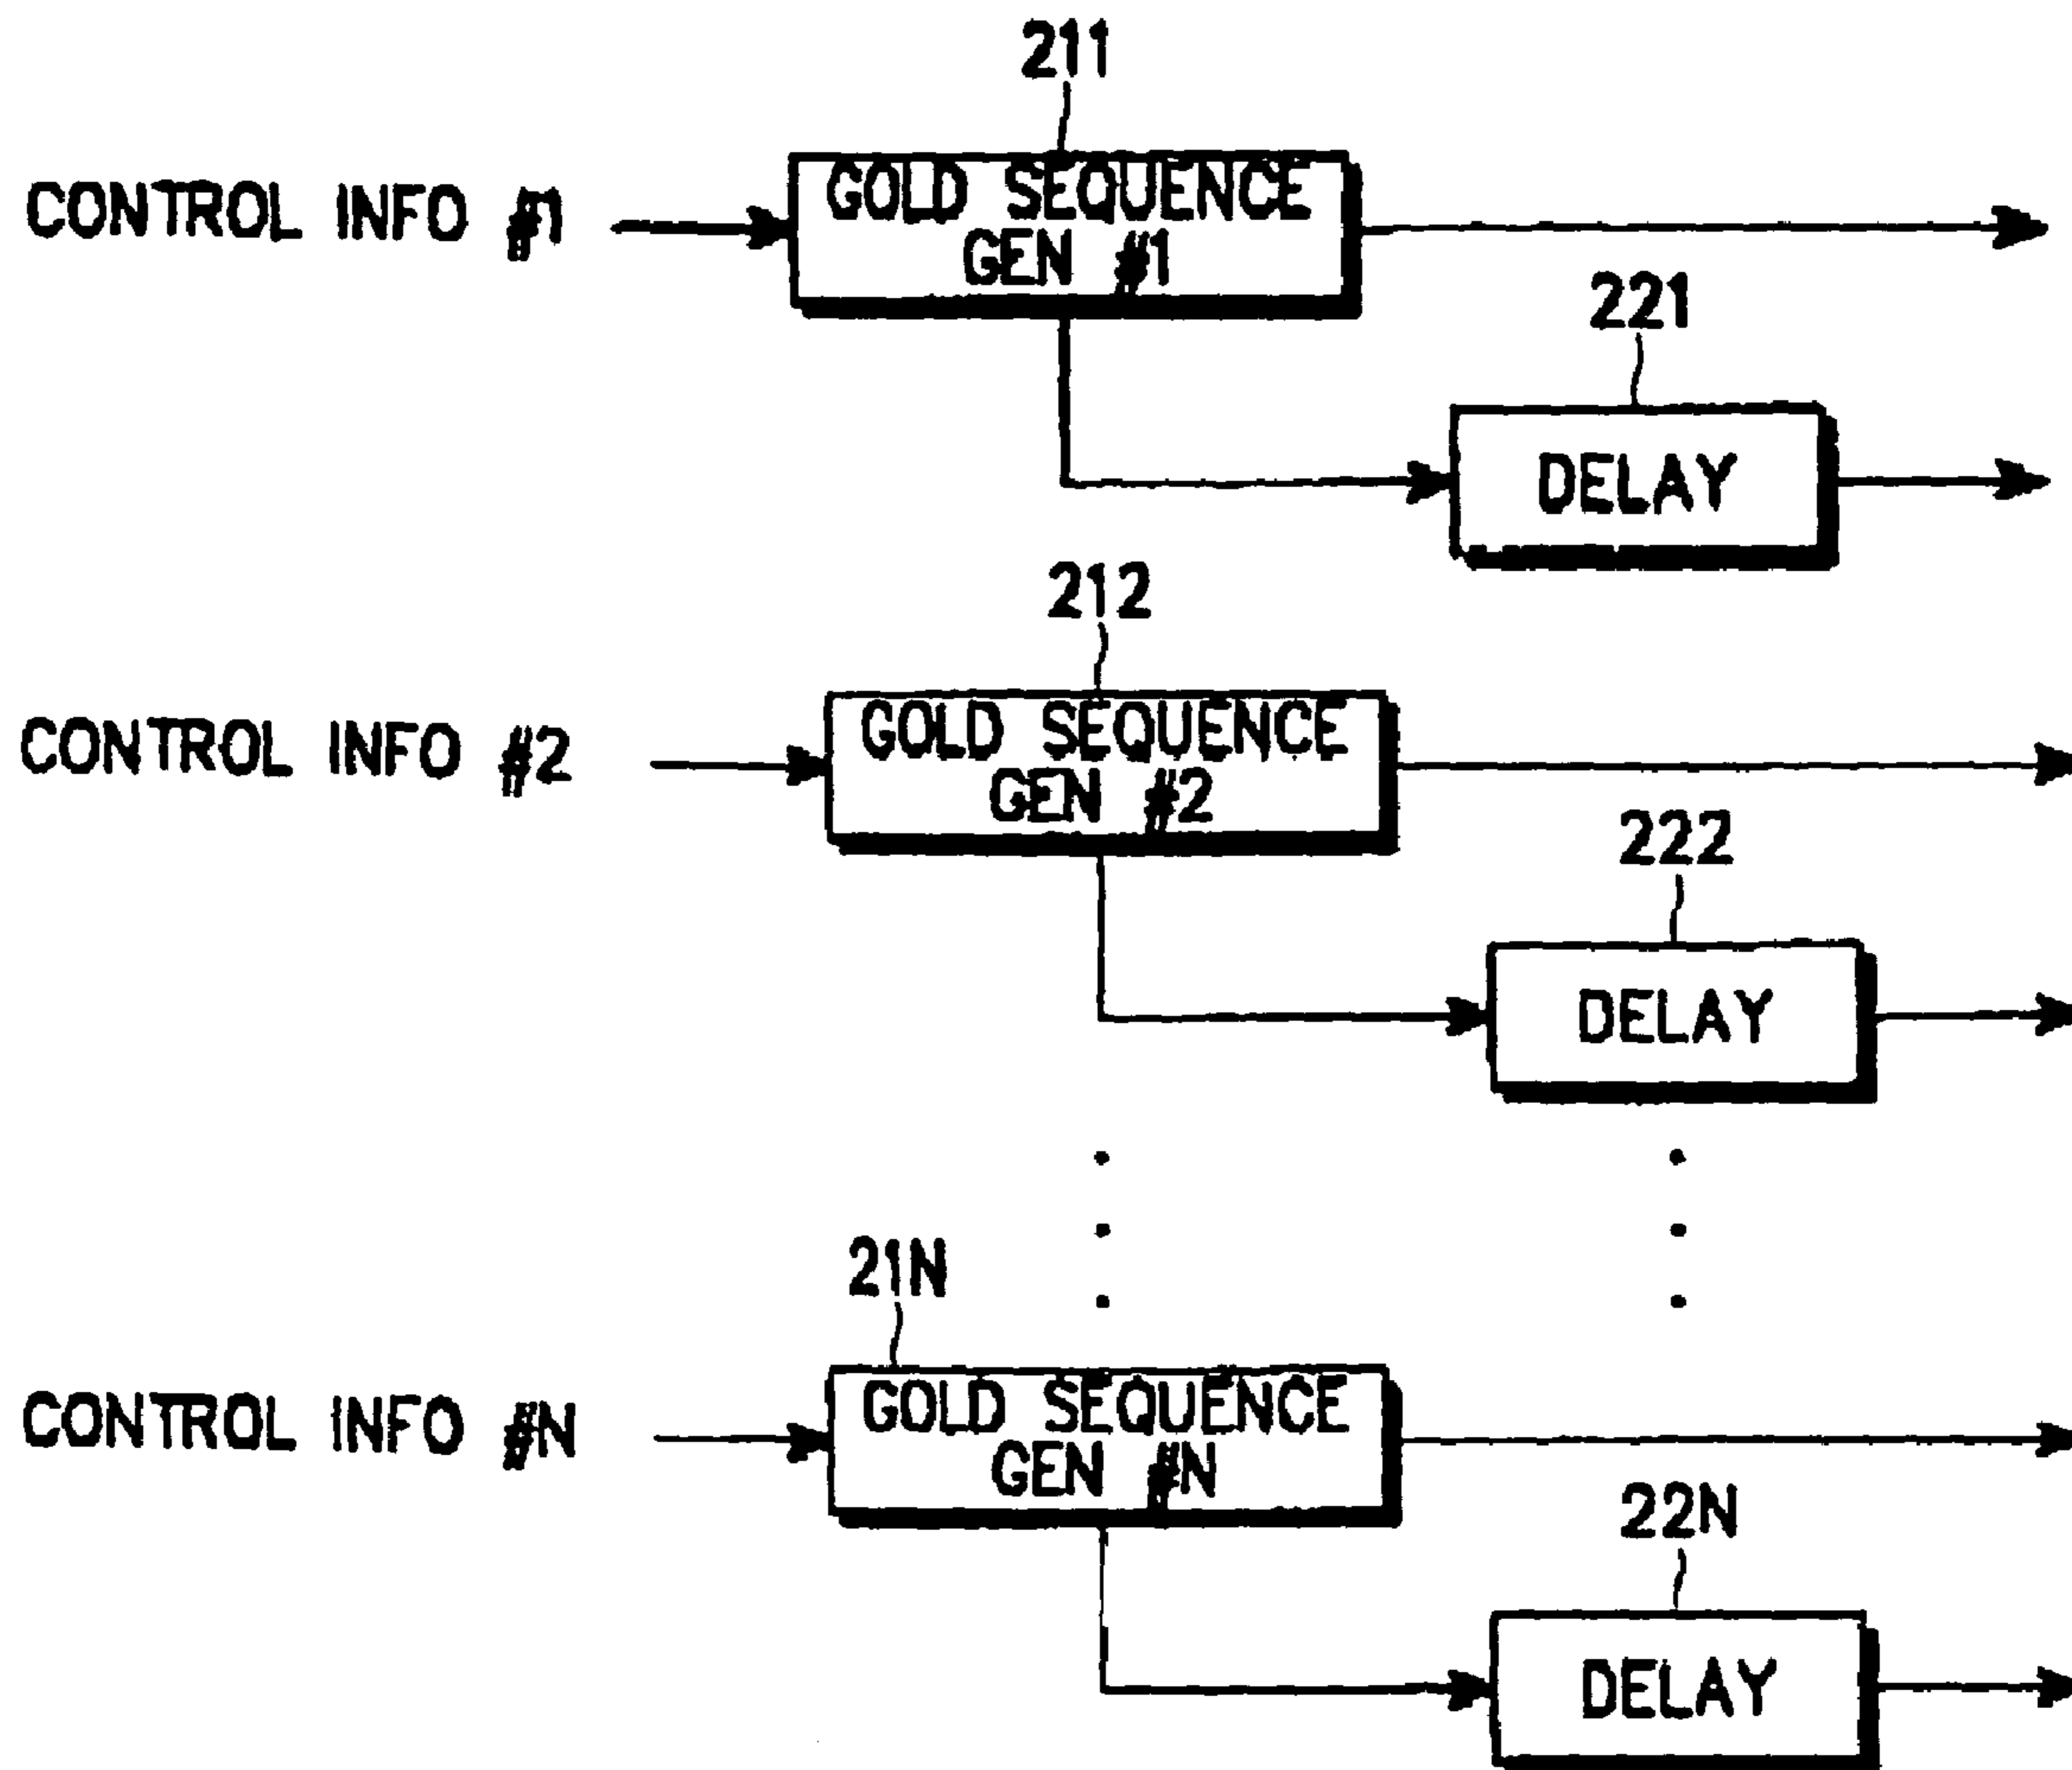 211
CONTROL INFO #1
GOLD SEQUENCE
GEN #1
221
DELAY
212
CONTROL INFO #2
GOLD SEQUENCE
GEN #2
222
DELAY
21N
CONTROL INFO #N
GOLD SEQUENCE
GEN #N
22N
DELAY